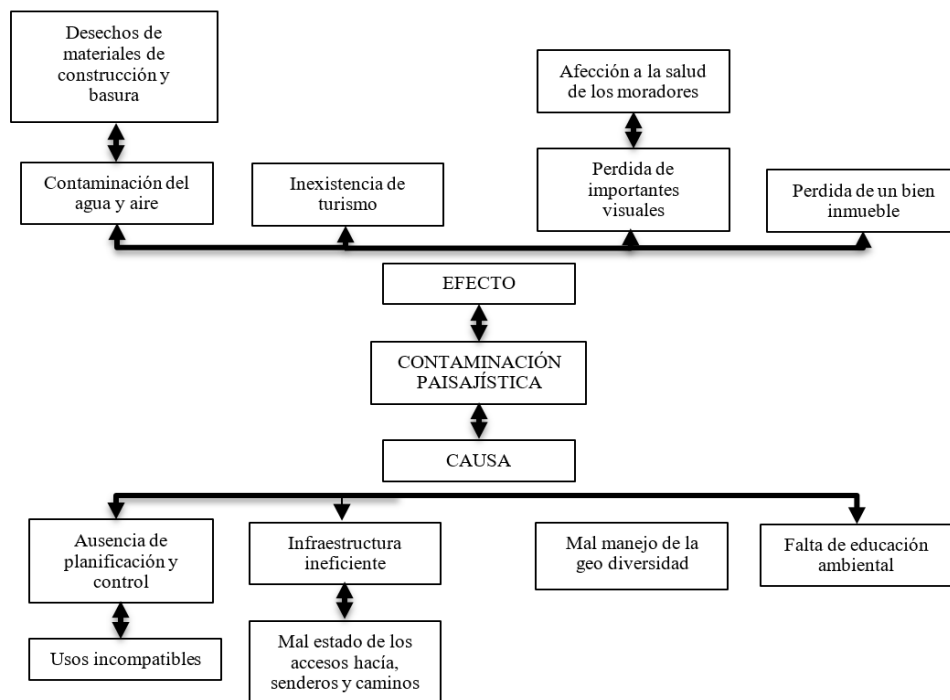 Desechos de
materiales de
construcción y
basura
Afección a la salud
de los moradores
Contaminación del
agua y aire
Inexistencia de
turismo
Perdida de
importantes
visuales
Perdida de un bien
inmueble
EFECTO
CONTAMINACIÓN
PAISAJÍSTICA
CAUSA
Ausencia de
planificación y
control
Infraestructura
ineficiente
Mal manejo de la
geo diversidad
Falta de educación
ambiental
Usos incompatibles
Mal estado de los
accesos hacía,
senderos y caminos